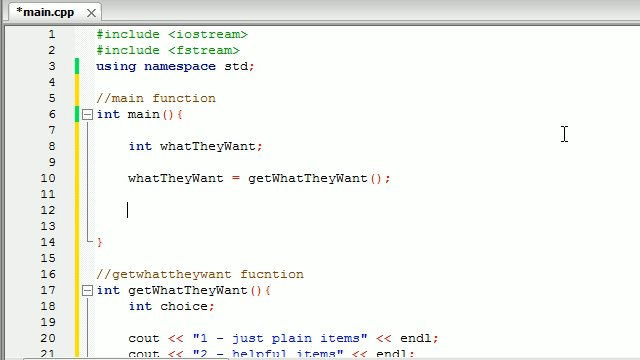 *main.cpp
1 #include <iostream>
2 #include <fstream>
3 using namespace std;
4
5 //main function
6 int main(){
7
8 int whatTheyWant;
9
10 whatTheyWant = getWhatTheyWant();
11
12
13
14 }
15
16 //getwhattheywant fucntion
17 int getWhatTheyWant(){
18 int choice;
19
20 cout << "1 - just plain items" << endl;
21 cout << "2 - helpful items" << endl;